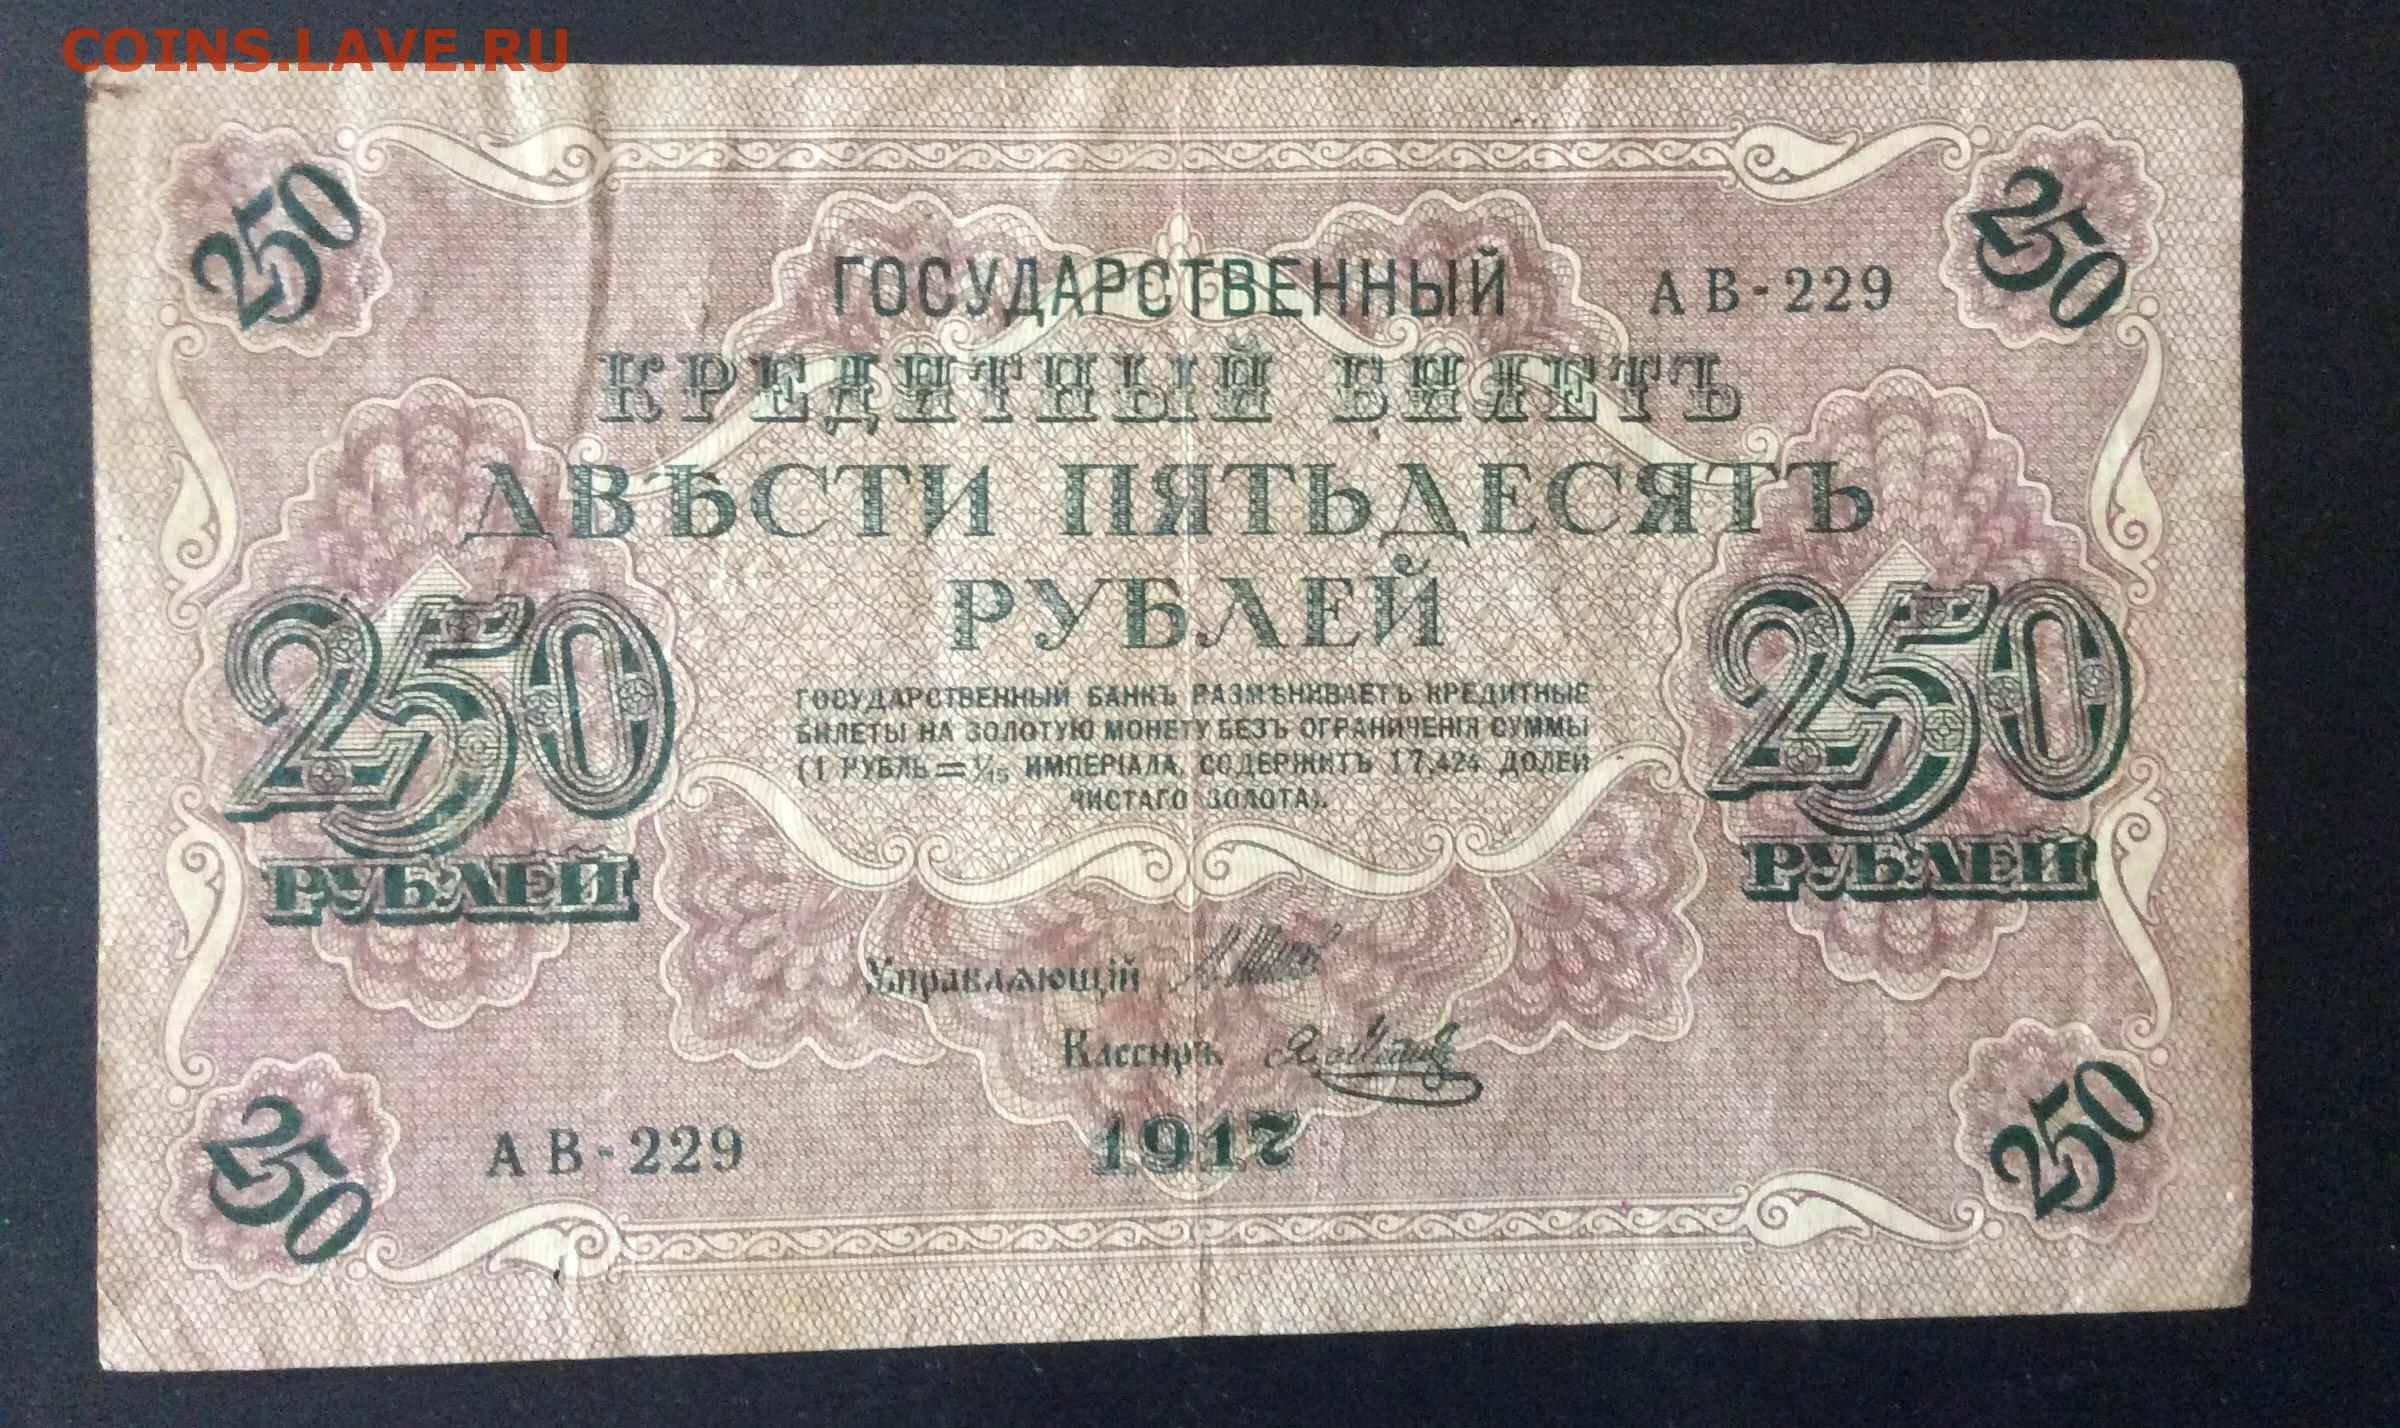 COINS.LAVE.RU
250
250
ГОСУДАРСТВЕННЫЙ
АВ-229
КРЕДИТНЫЙ БИЛЕТЪ
ДВѢСТИ ПЯТЬДЕСЯТЪ
РУБЛЕЙ
250
РУБЛЕЙ
250
РУБЛЕЙ
ГОСУДАРСТВЕННЫЙ БАНКЪ РАЗМѢНИВАЕТЪ КРЕДИТНЫЕ
БИЛЕТЫ НА ЗОЛОТУЮ МОНЕТУ БЕЗЪ ОГРАНИЧЕНІЯ СУММЫ
(1 РУБЛЬ = 1/15 ИМПЕРІАЛА, СОДЕРЖИТЪ 17,424 ДОЛЕЙ
ЧИСТАГО ЗОЛОТА).
Управляющій
Кассиръ
АВ-229
1917
250
250